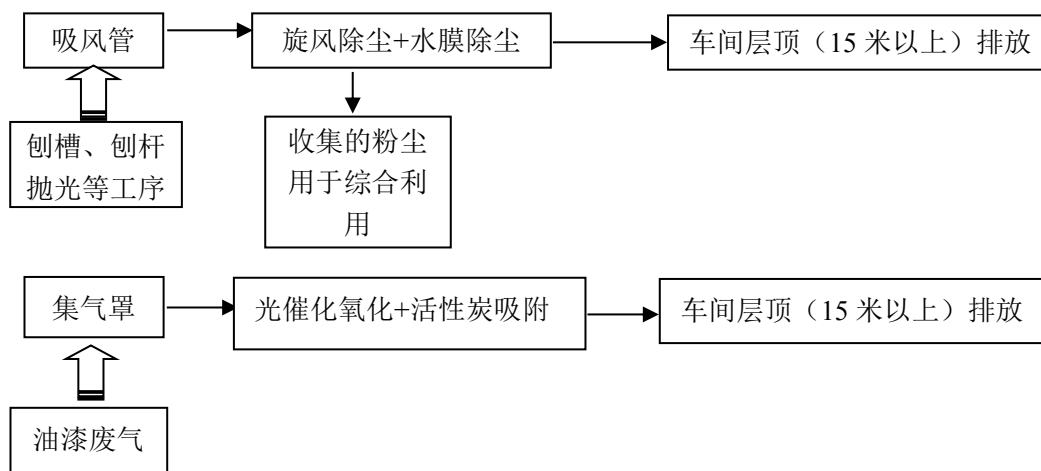 吸风管
旋风除尘+水膜除尘
车间层顶（15 米以上）排放
刨槽、刨杆
抛光等工序
收集的粉尘
用于综合利
用
集气罩
光催化氧化+活性炭吸附
车间层顶（15 米以上）排放
油漆废气